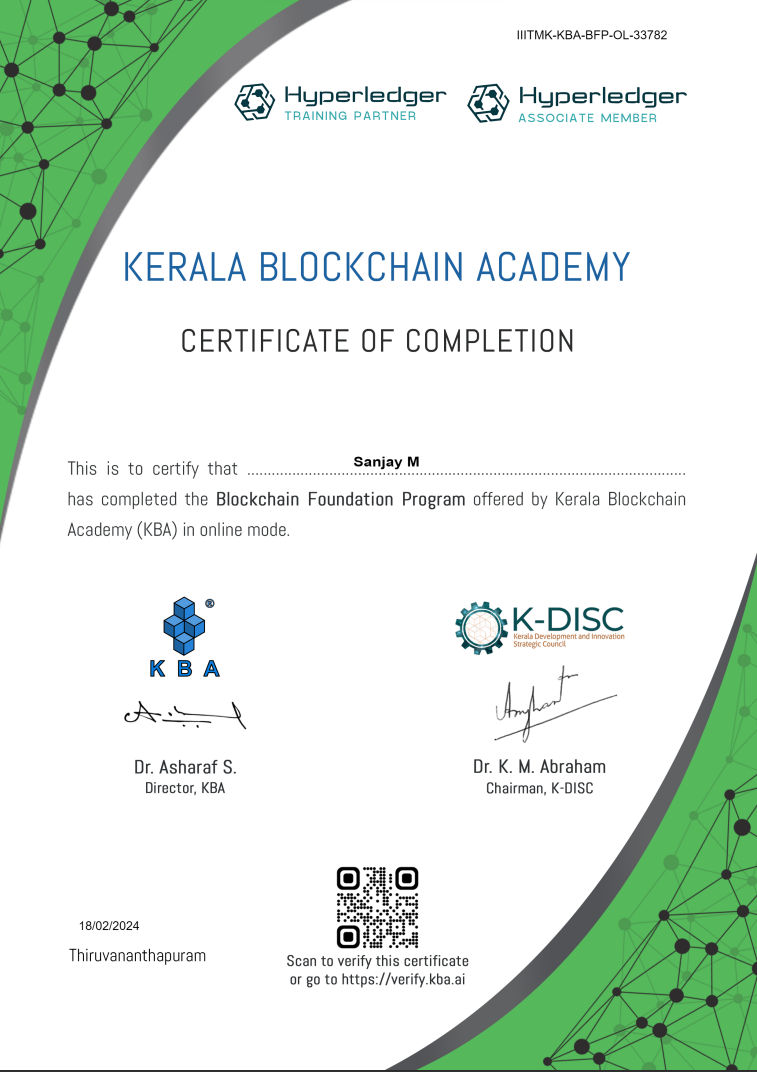 IIITMK-KBA-BFP-OL-33782
Hyperledger
TRAINING PARTNER
Hyperledger
ASSOCIATE MEMBER
KERALA BLOCKCHAIN ACADEMY
CERTIFICATE OF COMPLETION
This is to certify that Sanjay M
has completed the Blockchain Foundation Program offered by Kerala Blockchain
Academy (KBA) in online mode.
®
KBA
K-DISC
Kerala Development and Innovation
Strategic Council
Dr. Asharaf S.
Director, KBA
Dr. K. M. Abraham
Chairman, K-DISC
18/02/2024
Thiruvananthapuram
Scan to verify this certificate
or go to https://verify.kba.ai